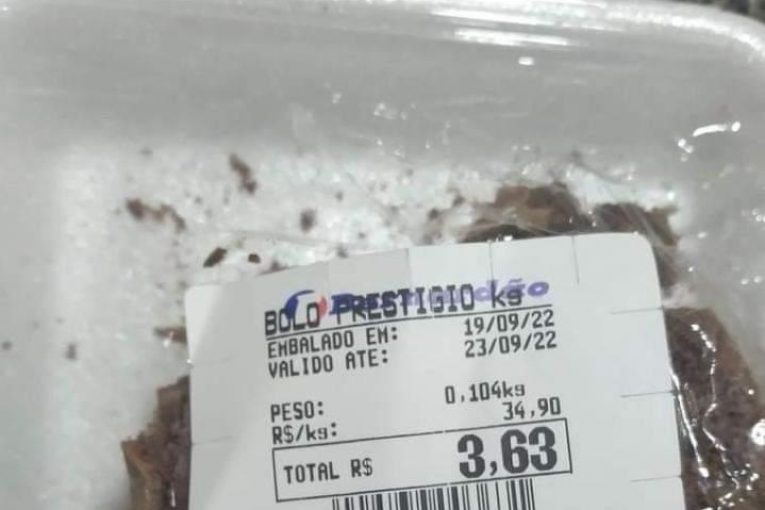 BOLO PRESTIGIO kg
EMBALADO EM: 19/09/22
VALIDO ATE: 23/09/22
PESO: 0,104kg
R$/kg: 34,90
TOTAL R$ 3,63